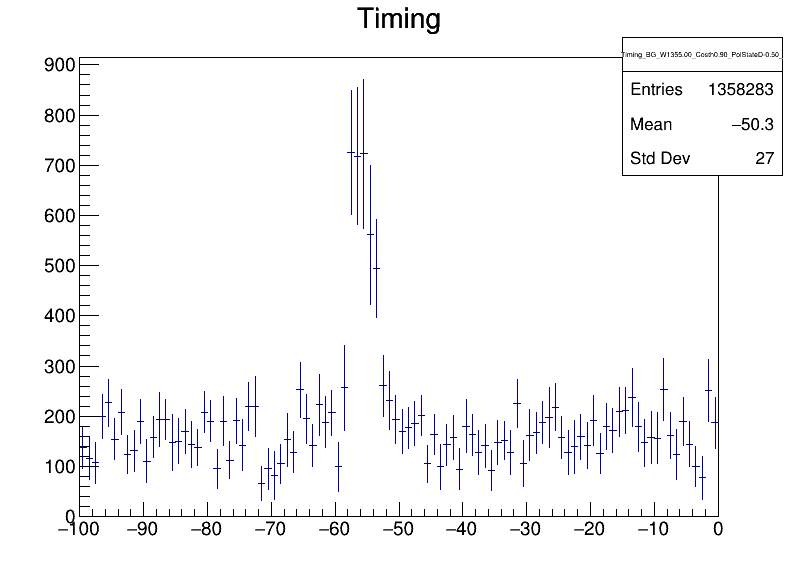 Timing
Timing_BG_W1355.00_Costh0.90_PolStateD-0.50_
Entries 1358283
Mean −50.3
Std Dev 27
900
800
700
600
500
400
300
200
100
0
−100 −90 −80 −70 −60 −50 −40 −30 −20 −10 0